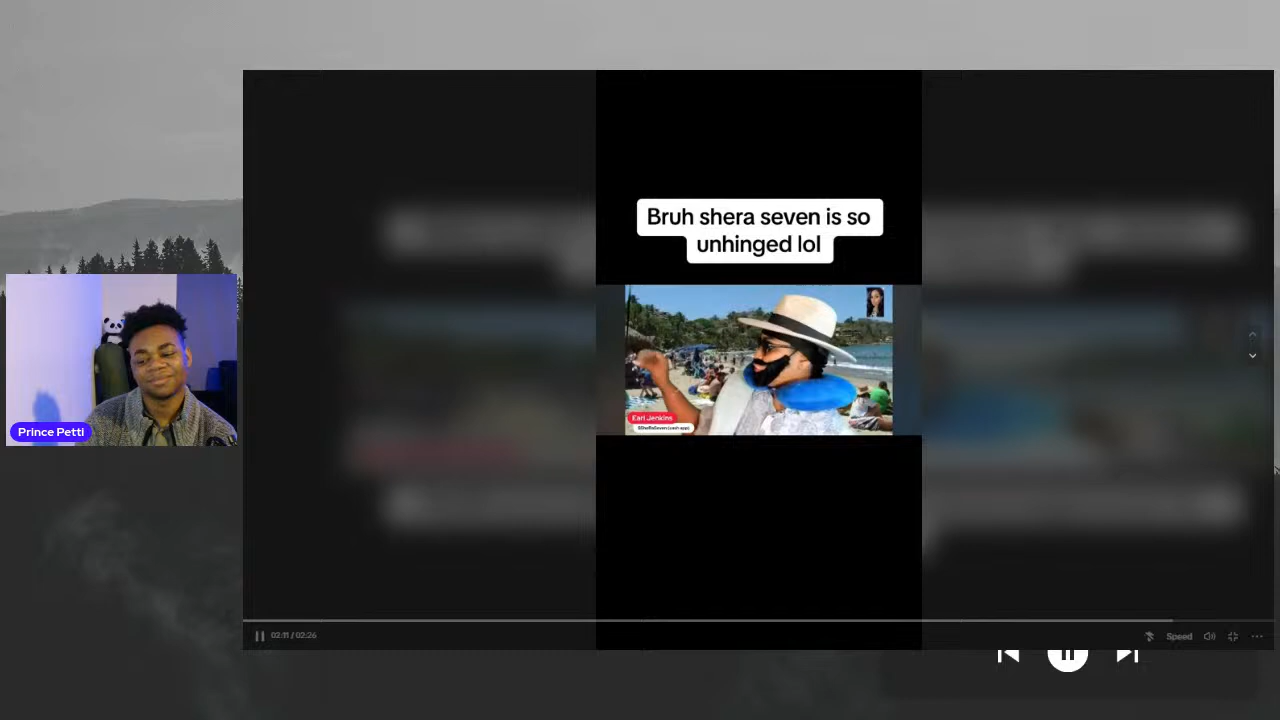 Bruh shera seven is so
unhinged lol
Earl Jenkins
Prince Petti
02:11 / 02:26
Speed